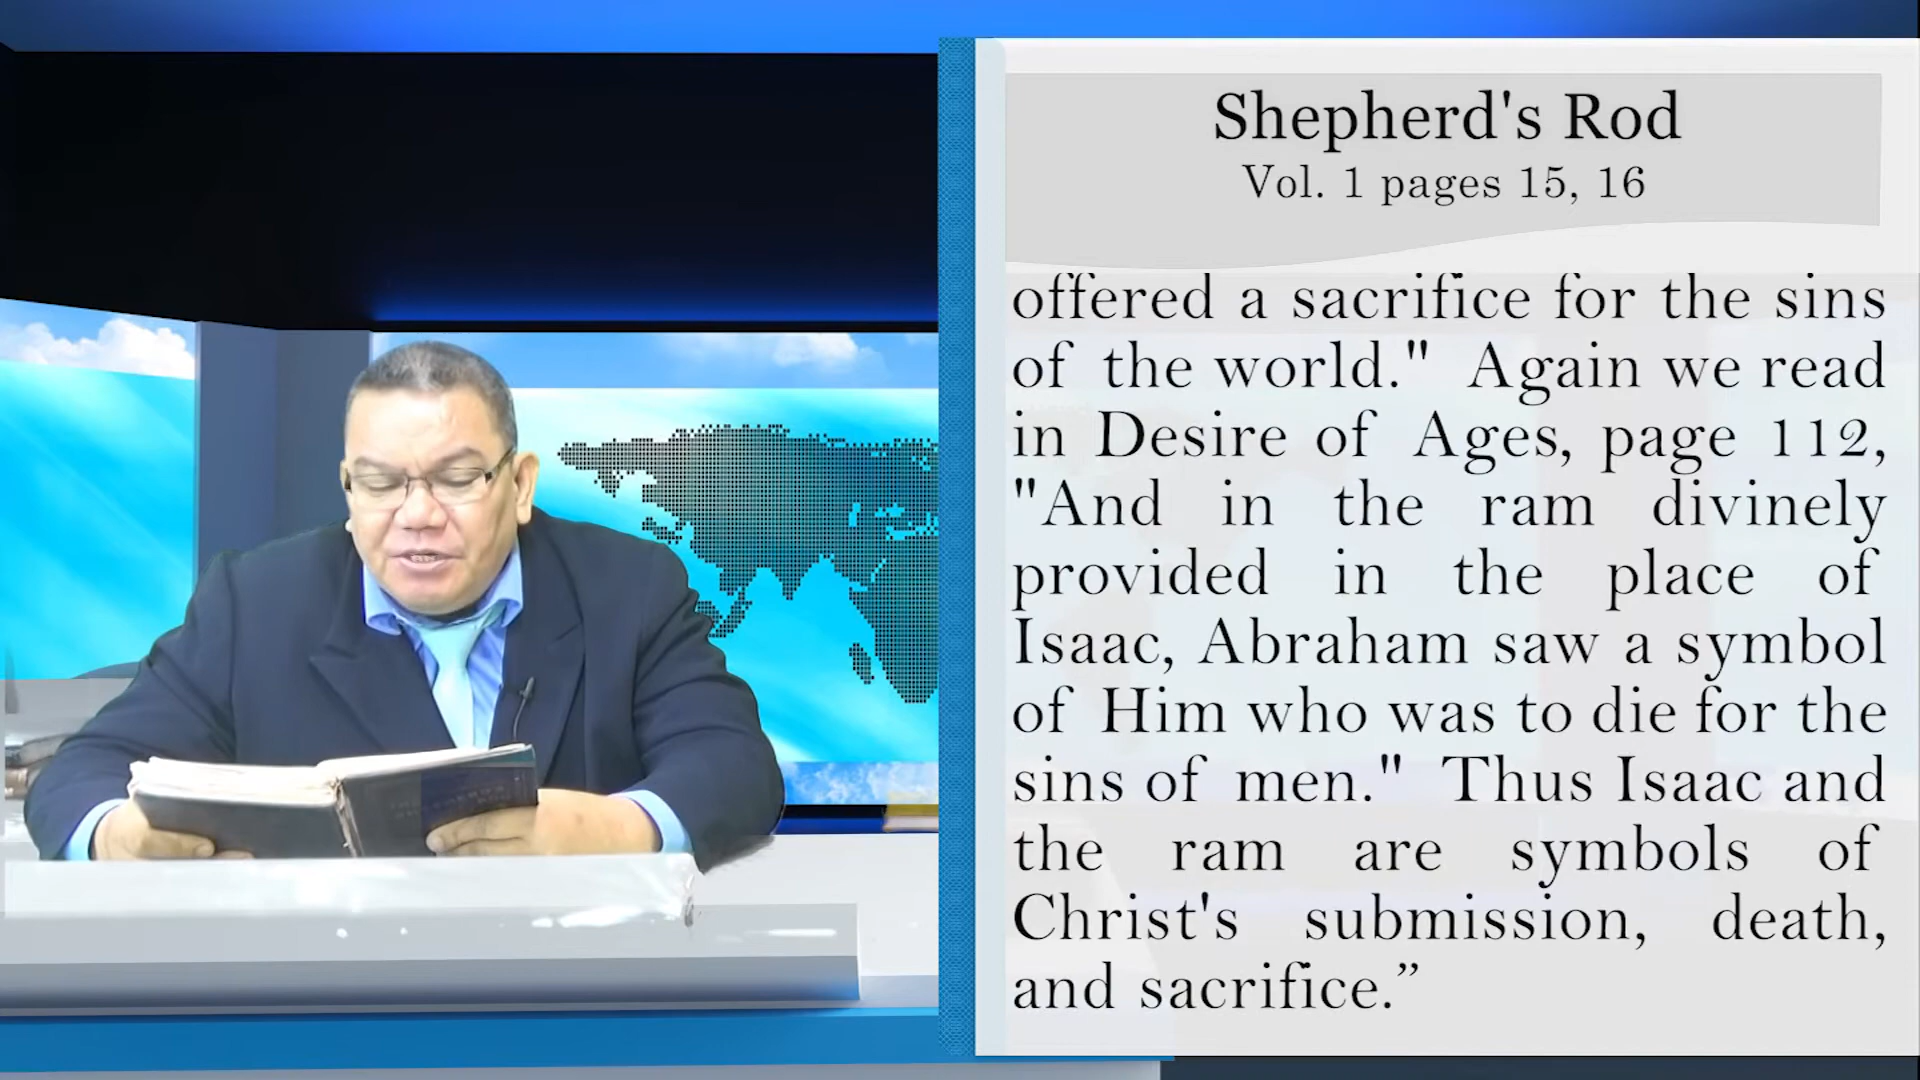 Shepherd's Rod
Vol. 1 pages 15, 16
offered a sacrifice for the sins
of the world." Again we read
in Desire of Ages, page 112,
"And in the ram divinely
provided in the place of
Isaac, Abraham saw a symbol
of Him who was to die for the
sins of men." Thus Isaac and
the ram are symbols of
Christ's submission, death,
and sacrifice.”